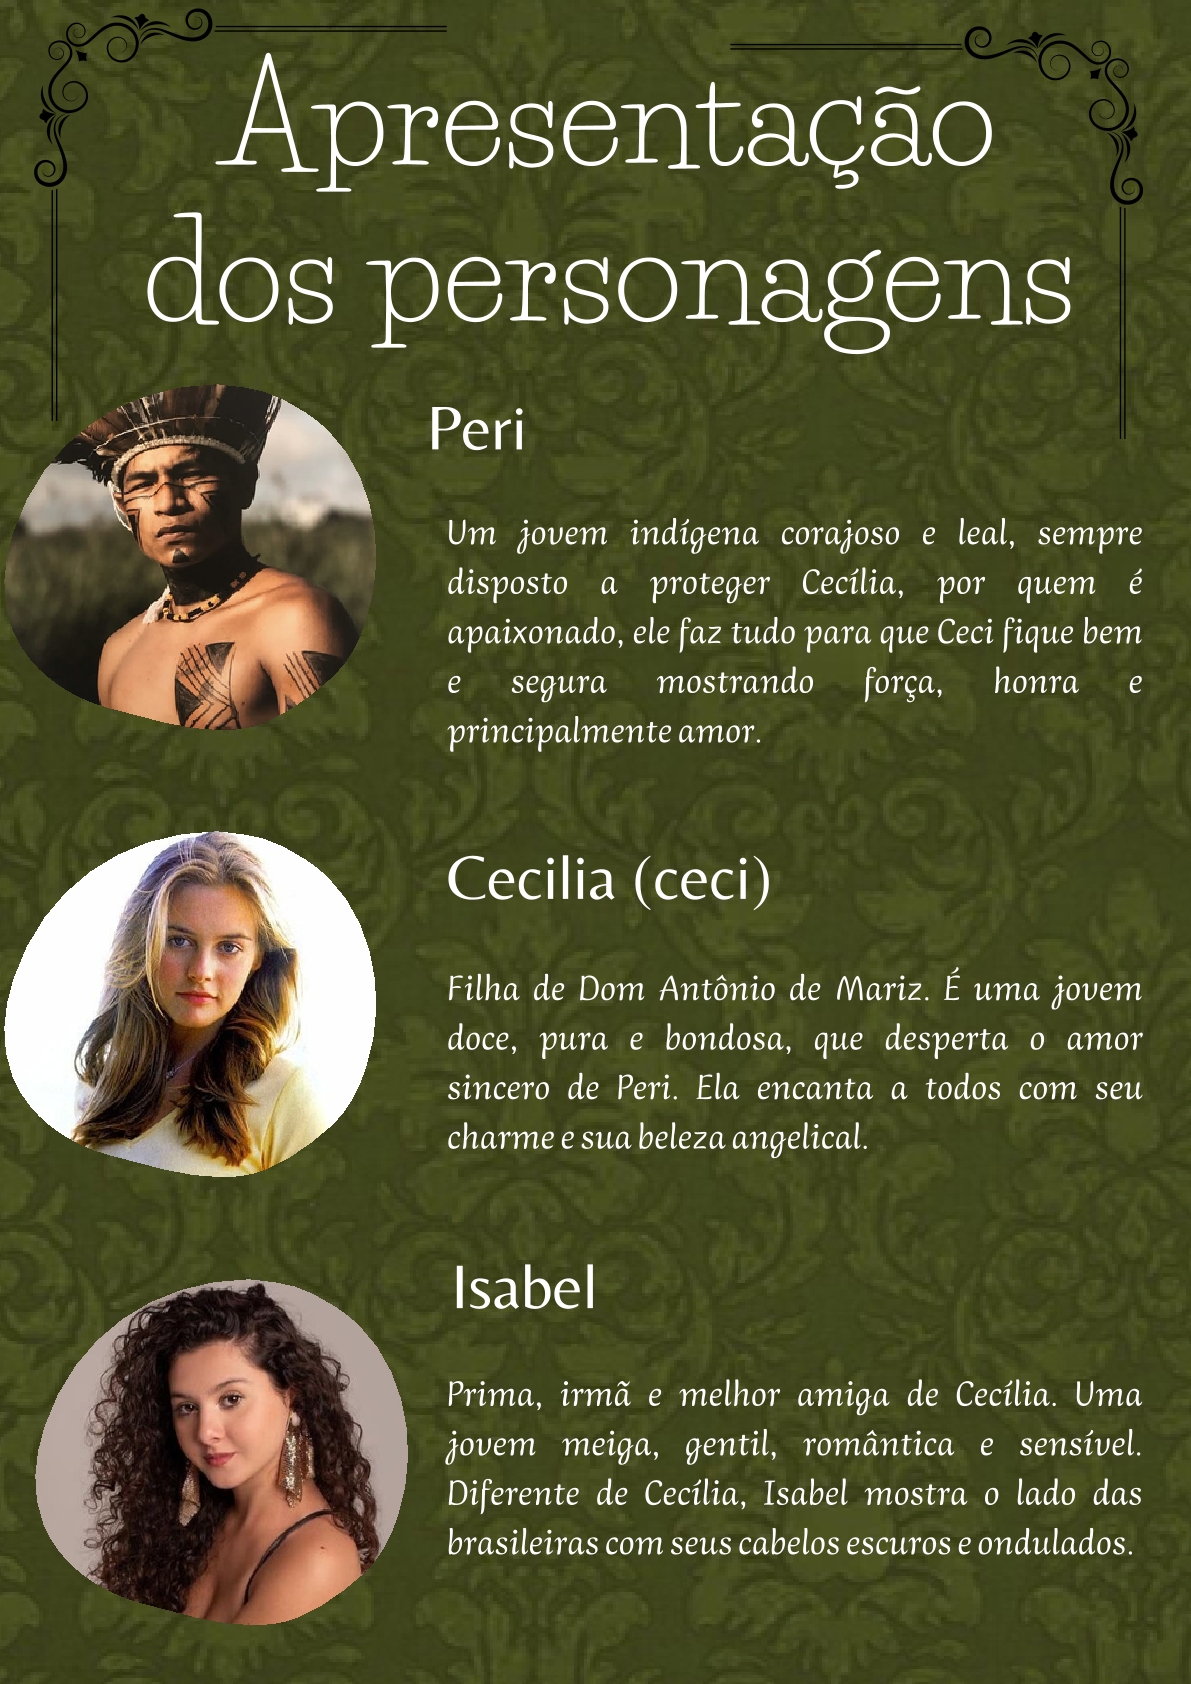 Apresentação
dos personagens
Peri
Um jovem indígena corajoso e leal, sempre
disposto a proteger Cecília, por quem é
apaixonado, ele faz tudo para que Ceci fique bem
e segura mostrando força, honra e
principalmente amor.
Cecilia (ceci)
Filha de Dom Antônio de Mariz. É uma jovem
doce, pura e bondosa, que desperta o amor
sincero de Peri. Ela encanta a todos com seu
charme e sua beleza angelical.
Isabel
Prima, irmã e melhor amiga de Cecília. Uma
jovem meiga, gentil, romântica e sensível.
Diferente de Cecília, Isabel mostra o lado das
brasileiras com seus cabelos escuros e ondulados.